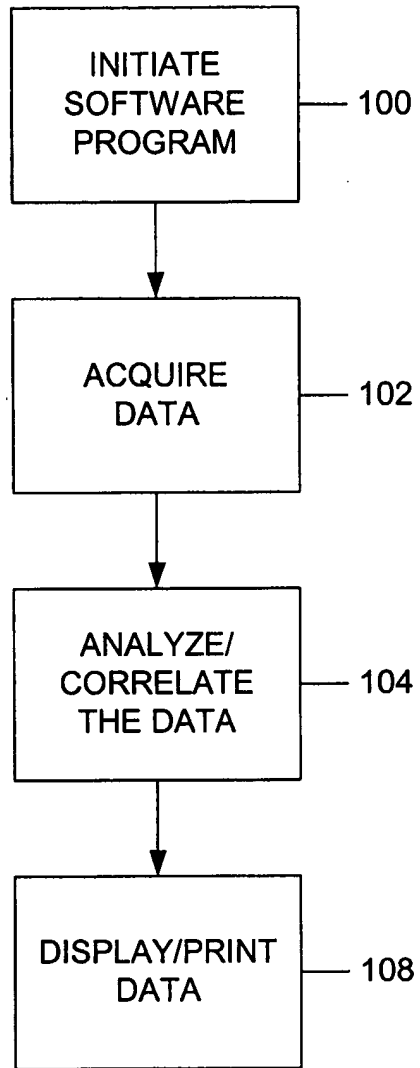 INITIATE
SOFTWARE
PROGRAM
100
ACQUIRE
DATA
102
ANALYZE/
CORRELATE
THE DATA
104
DISPLAY/PRINT
DATA
108